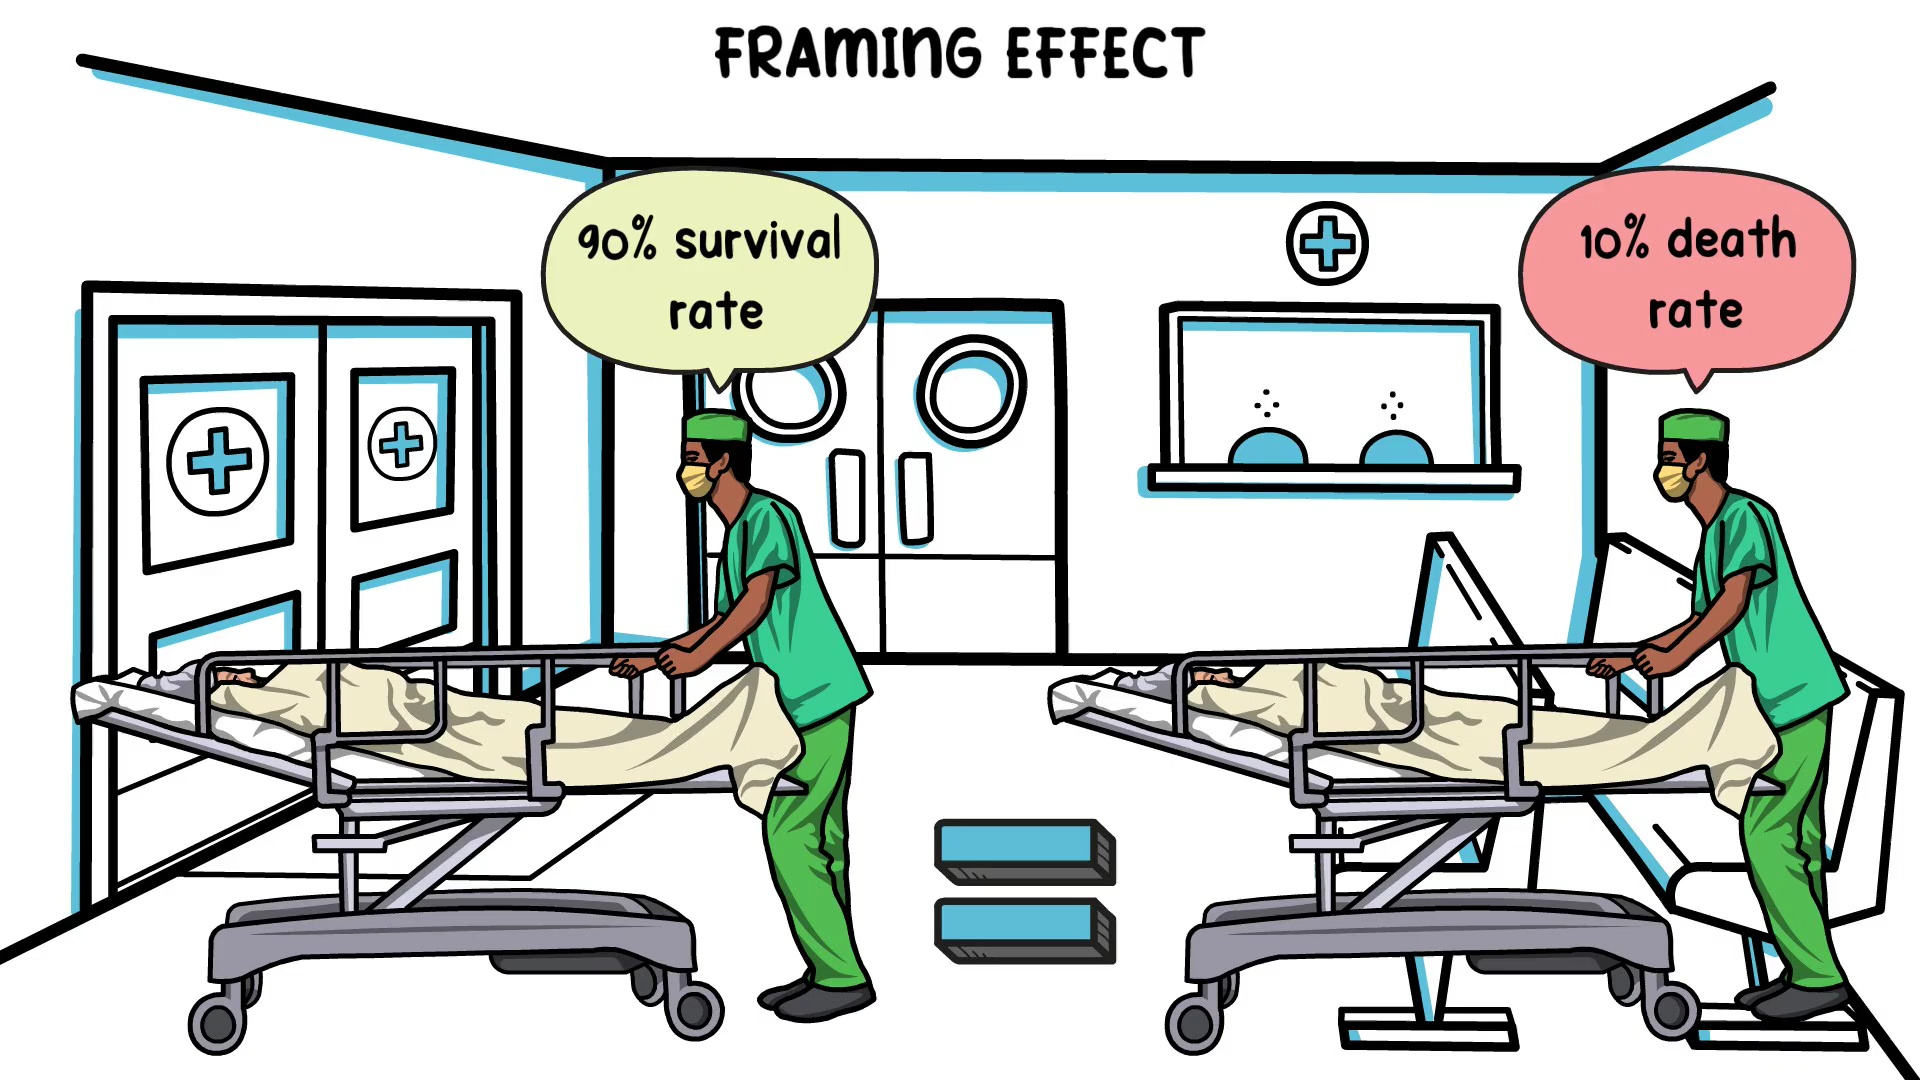 FRAMING EFFECT
90% survival
rate
10% death
rate